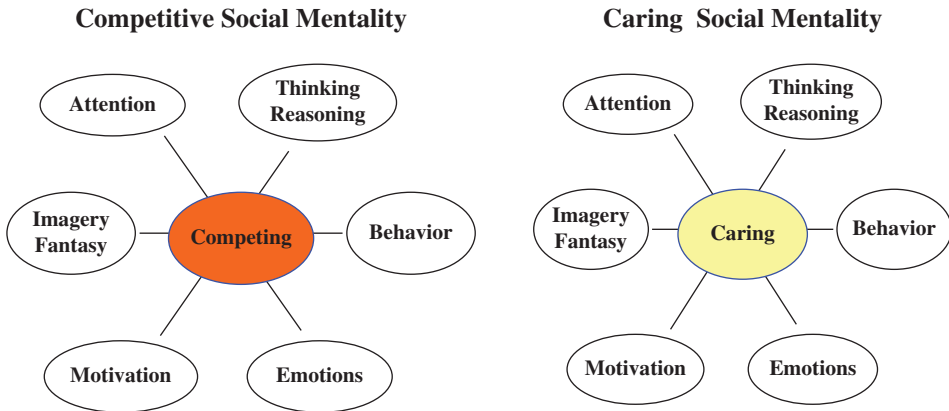 Competitive Social Mentality
Attention
Thinking
Reasoning
Imagery
Fantasy
Competing
Behavior
Motivation
Emotions
Caring Social Mentality
Attention
Thinking
Reasoning
Imagery
Fantasy
Caring
Behavior
Motivation
Emotions